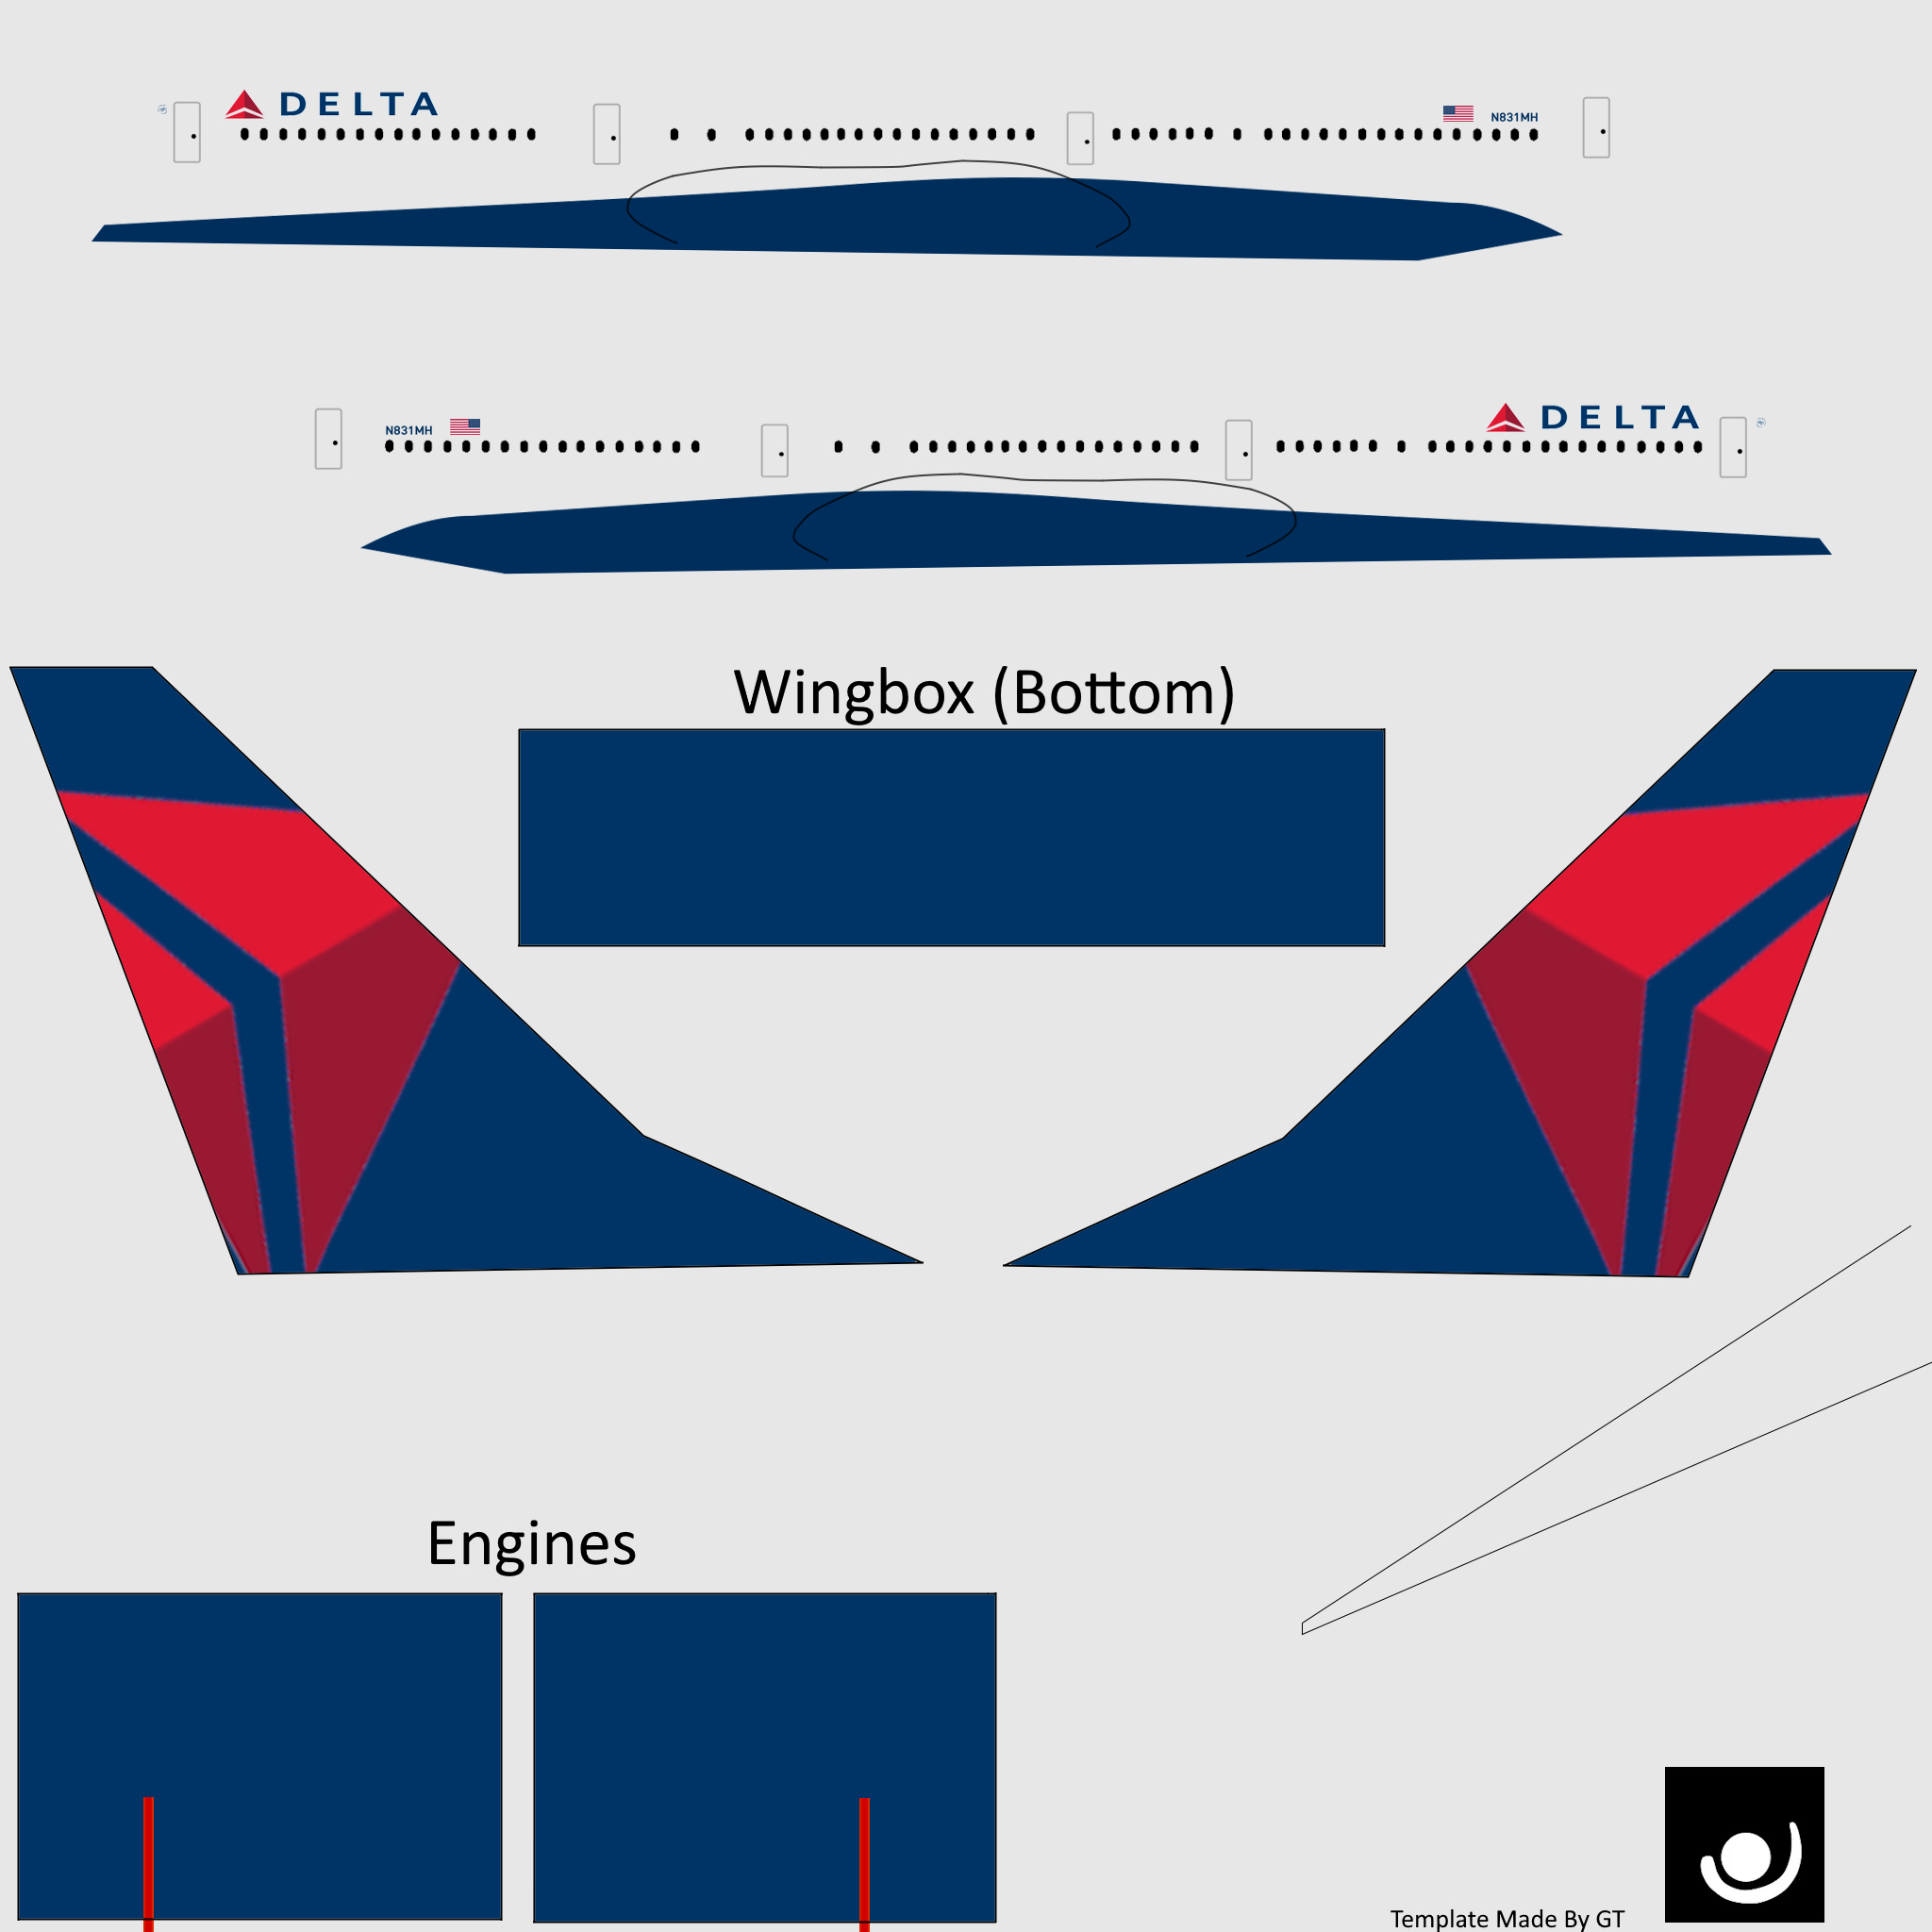 DELTA
N831MH
N831MH
DELTA
Wingbox (Bottom)
Engines
Template Made By GT